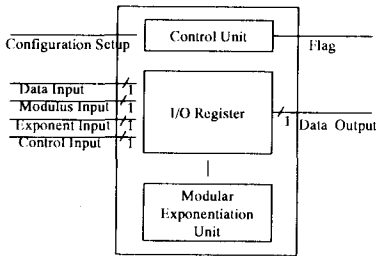 Control Unit
Configuration Setup
Flag
Data Input
1
Modulus Input
1
I/O Register
Exponent Input
1
1
Data Output
Control Input
1
Modular
Exponentiation
Unit